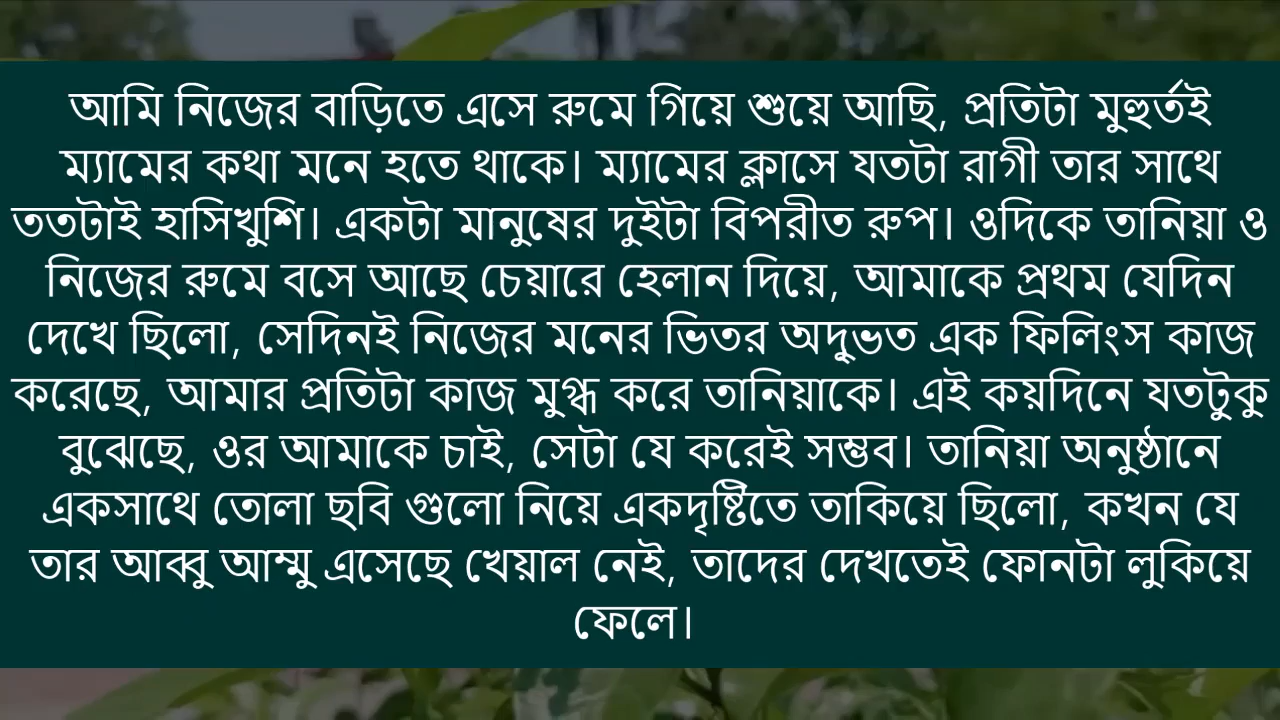 আমি নিজের বাড়িতে এসে রুমে গিয়ে শুয়ে আছি, প্রতিটা মুহুর্তই
ম্যামের কথা মনে হতে থাকে। ম্যামের ক্লাসে যতটা রাগী তার সাথে
ততটাই হাসিখুশি। একটা মানুষের দুইটা বিপরীত রুপ। ওদিকে তানিয়া ও
নিজের রুমে বসে আছে চেয়ারে হেলান দিয়ে, আমাকে প্রথম যেদিন
দেখে ছিলো, সেদিনই নিজের মনের ভিতর অদ্ভুভত এক ফিলিংস কাজ
করেছে, আমার প্রতিটা কাজ মুগ্ধ করে তানিয়াকে। এই কয়দিনে যতটুকু
বুঝেছে, ওর আমাকে চাই, সেটা যে করেই সম্ভব। তানিয়া অনুষ্ঠানে
একসাথে তোলা ছবি গুলো নিয়ে একদৃষ্টিতে তাকিয়ে ছিলো, কখন যে
তার আব্বু আম্মু এসেছে খেয়াল নেই, তাদের দেখতেই ফোনটা লুকিয়ে
ফেলে।